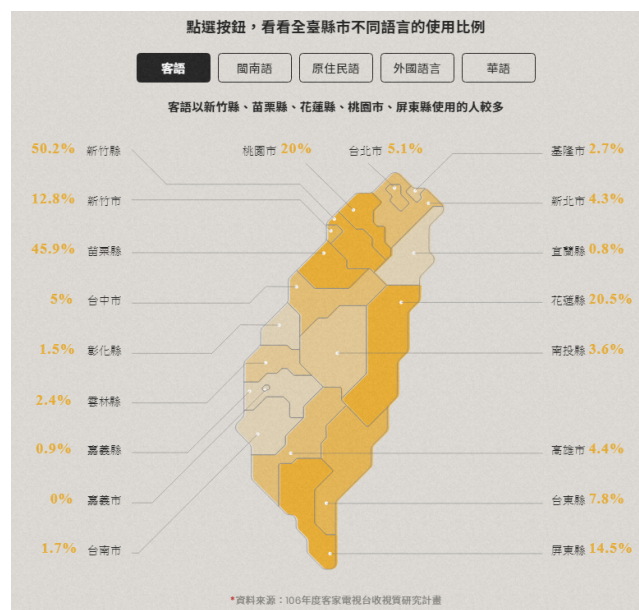 點選按鈕，看看全臺縣市不同語言的使用比例
客語 閩南語 原住民語 外國語言 華語
客語以新竹縣、苗栗縣、花蓮縣、桃園市、屏東縣使用的人較多
50.2% 新竹縣
桃園市 20%
台北市 5.1%
基隆市 2.7%
12.8% 新竹市
新北市 4.3%
45.9% 苗栗縣
宜蘭縣 0.8%
5% 台中市
花蓮縣 20.5%
1.5% 彰化縣
南投縣 3.6%
2.4% 雲林縣
0.9% 嘉義縣
高雄市 4.4%
0% 嘉義市
台東縣 7.8%
1.7% 台南市
屏東縣 14.5%
*資料來源：106年度客家電視台收視質研究計畫